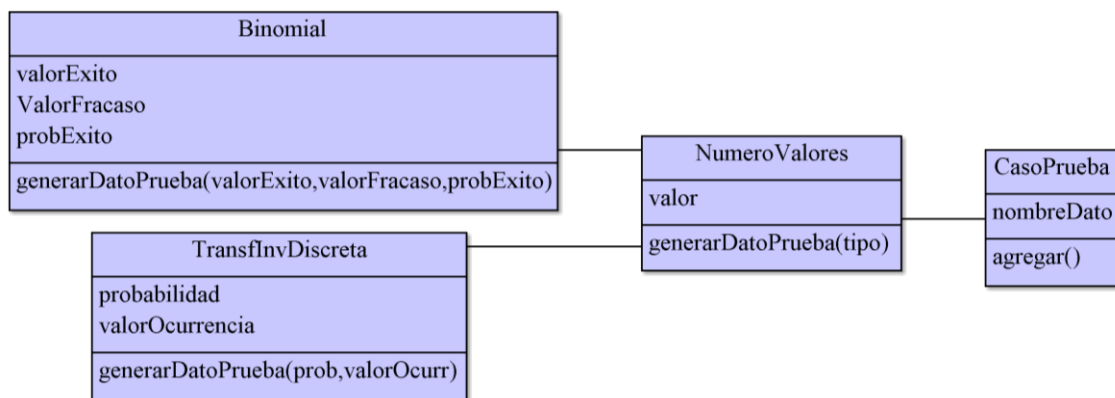 Binomial
valorExito
ValorFracaso
probExito
generarDatoPrueba(valorExito,valorFracaso,probExito)
TransfInvDiscreta
probabilidad
valorOcurrencia
generarDatoPrueba(prob,valorOcurr)
NumeroValores
valor
generarDatoPrueba(tipo)
CasoPrueba
nombreDato
agregar()